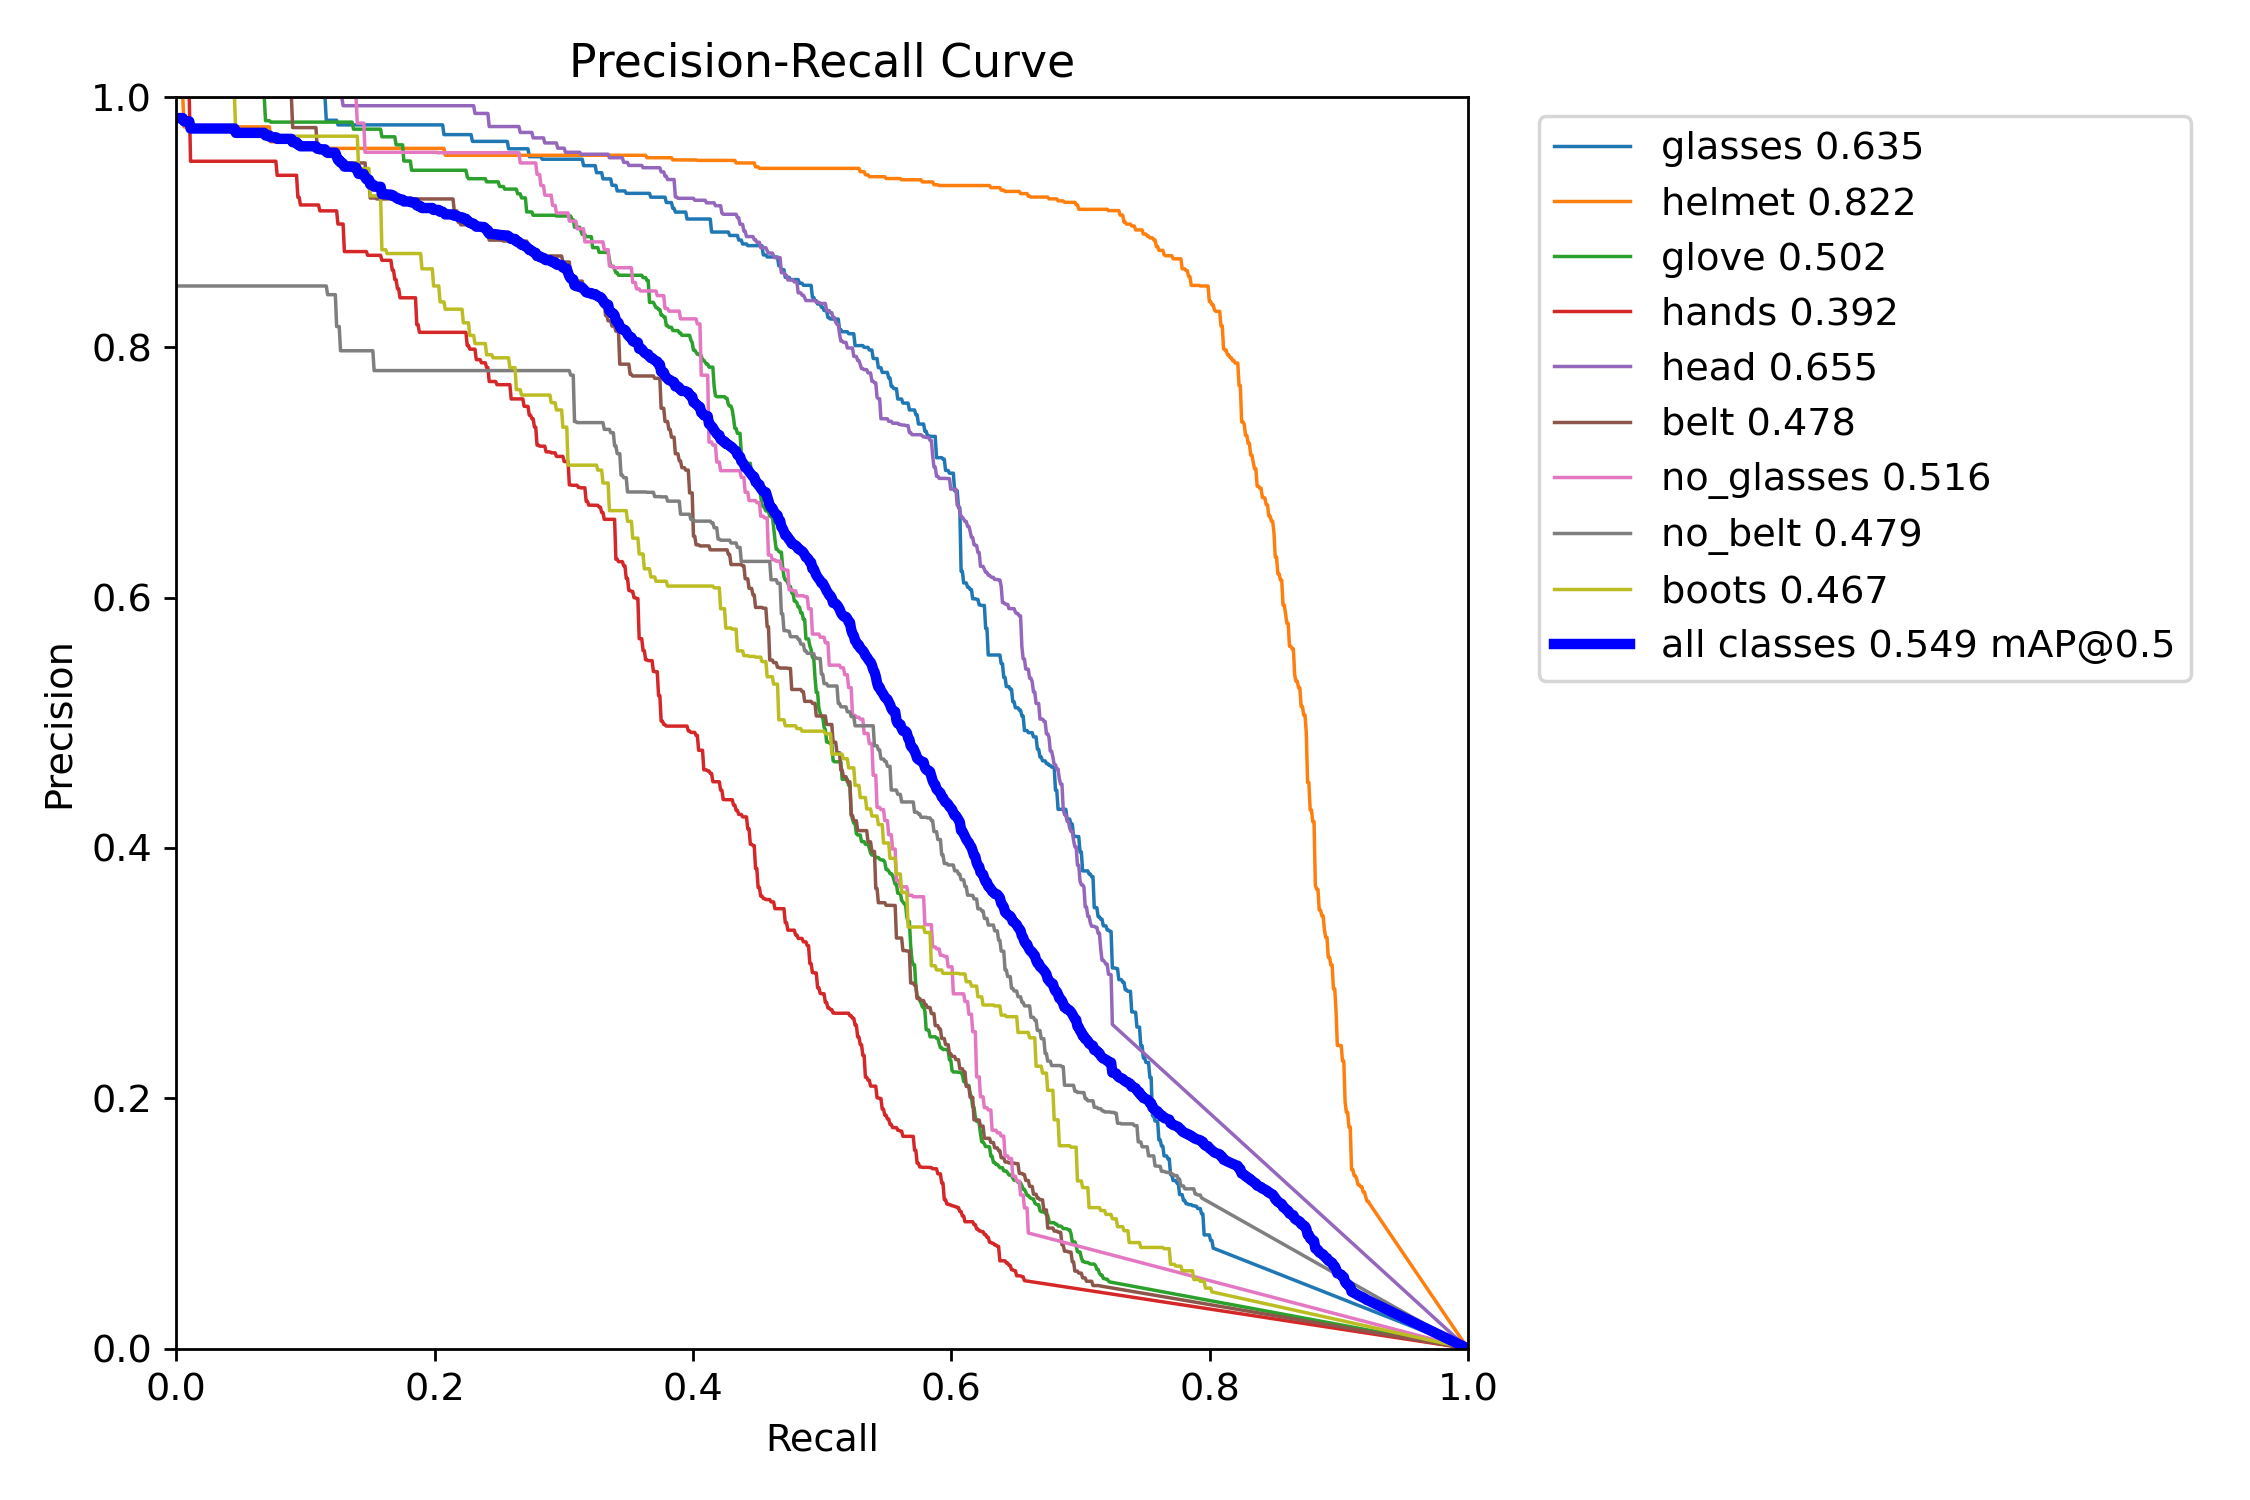 Precision-Recall Curve
1.0
0.8
0.6
0.4
0.2
0.0
Precision
0.0 0.2 0.4 0.6 0.8 1.0
Recall
glasses 0.635
helmet 0.822
glove 0.502
hands 0.392
head 0.655
belt 0.478
no_glasses 0.516
no_belt 0.479
boots 0.467
all classes 0.549 mAP@0.5